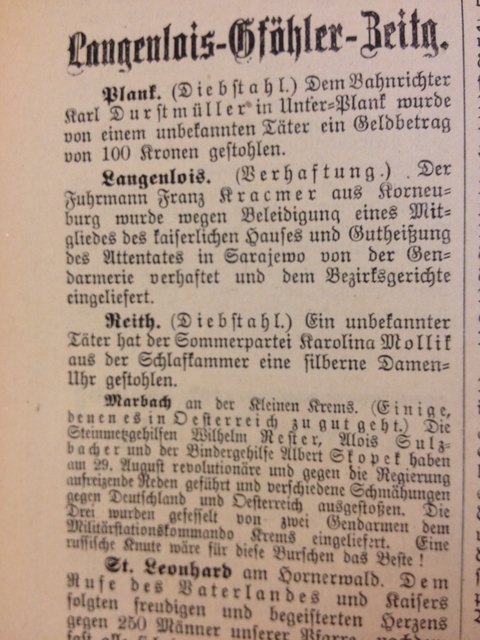 Langenlois-Gföhler-Zeitg.
Plank. (Diebstahl.) Dem Bahnrichter
Karl Durstmüller in Unter-Plank wurde
von einem unbekannten Täter ein Geldbetrag
von 100 Kronen gestohlen.
Langenlois. (Verhaftung.) Der
Fuhrmann Franz Kracmer aus Korneu-
burg wurde wegen Beleidigung eines Mit-
gliedes des kaiserlichen Hauses und Gutheißung
des Attentates in Sarajewo von der Gen-
darmerie verhaftet und dem Bezirksgerichte
eingeliefert.
Reith. (Diebstahl.) Ein unbekannter
Täter hat der Sommerpartei Karolina Mollik
aus der Schlafkammer eine silberne Damen-
Uhr gestohlen.
Marbach an der Kleinen Krems. (Einige,
denen es in Oesterreich zu gut geht.) Die
Steinmetzgehilfen Wilhelm Nester, Alois Sulz-
bacher und der Bindergehilfe Albert Skopek haben
am 29. August revolutionäre und gegen die Regierung
aufreizende Reden geführt und verschiedene Schmähungen
gegen Deutschland und Oesterreich ausgestoßen. Die
Drei wurden gefesselt von zwei Gendarmen dem
Militärstationskommando Krems eingeliefert. Eine
russische Knute wäre für diese Burschen das Beste!
St. Leonhard am Hornerwald. Dem
Rufe des Vaterlandes und Kaisers
folgten freudigen und begeisterten Herzens
gegen 250 Männer unserer Pfarre